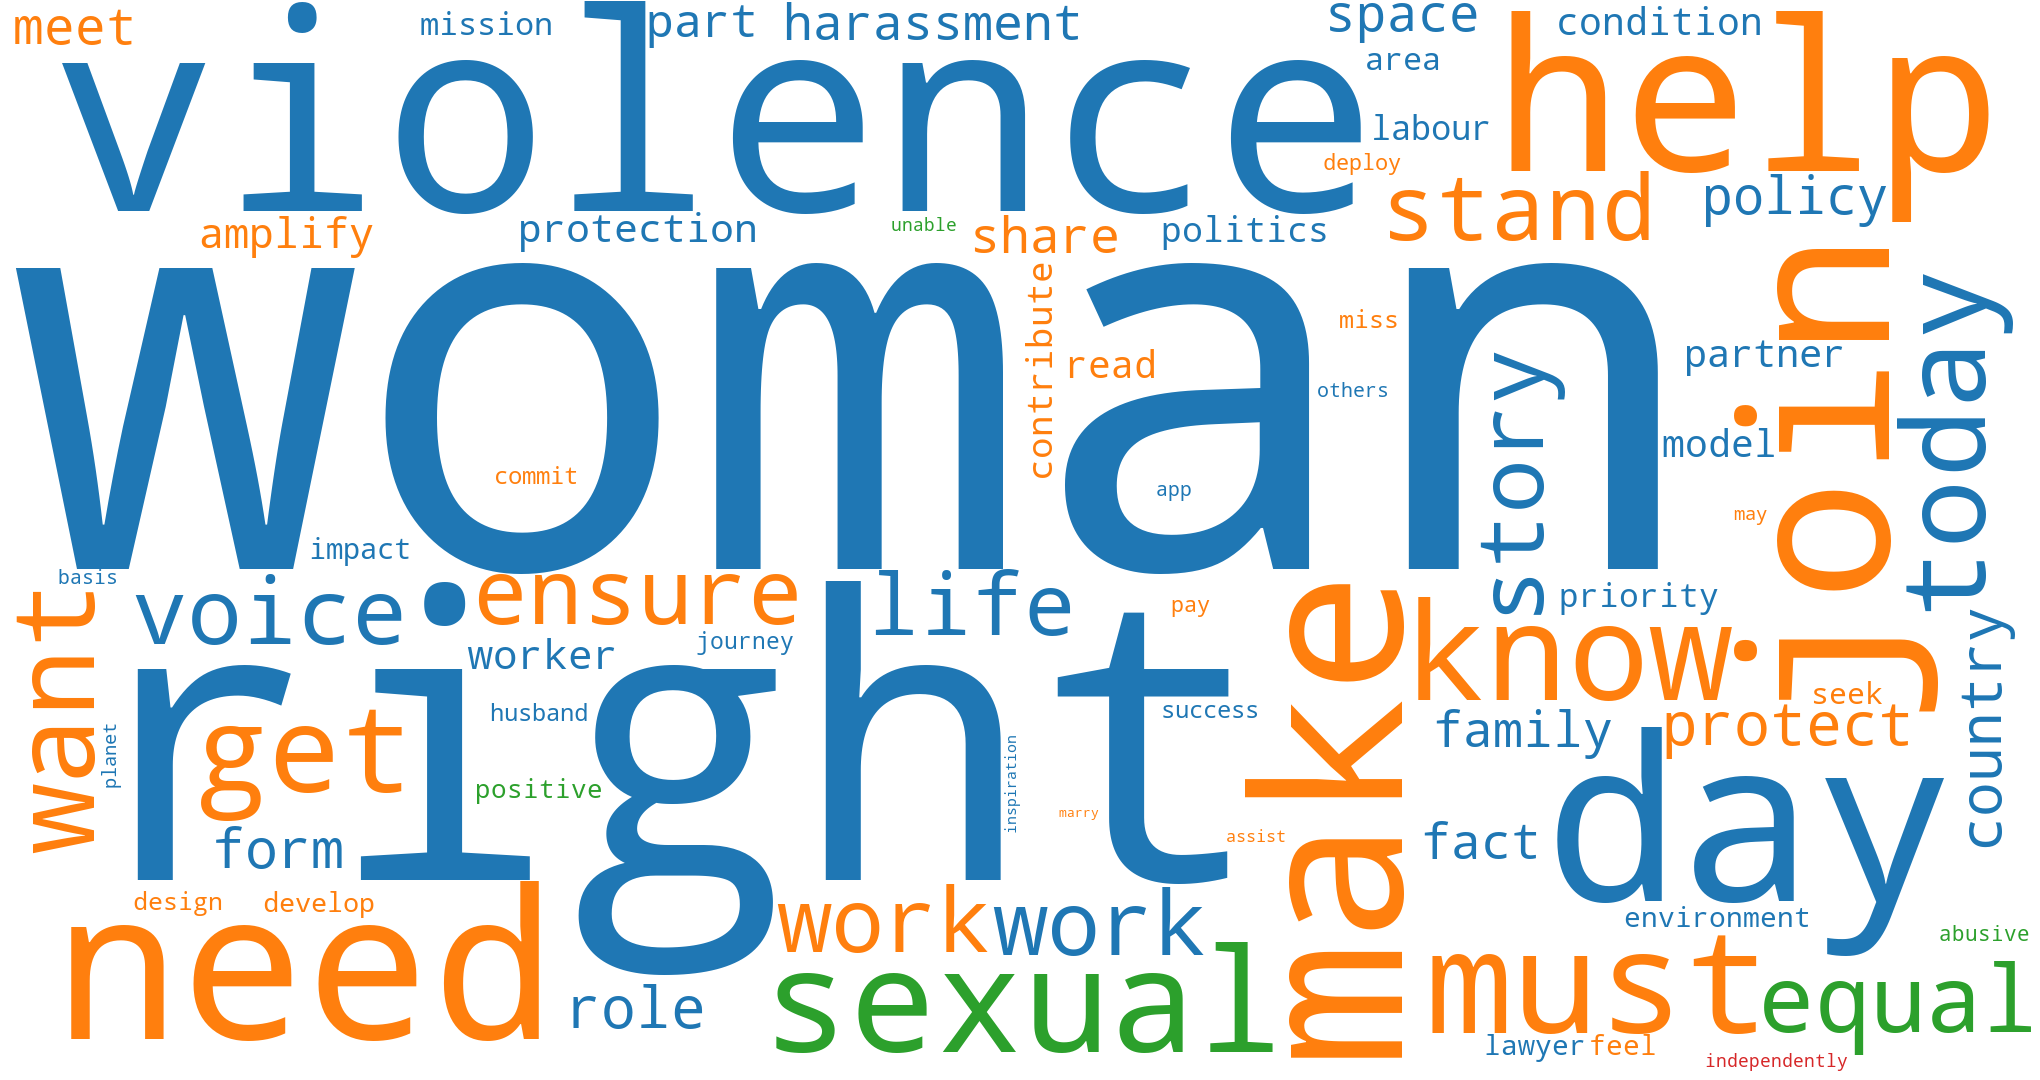 meet
mission
part
harassment
space
condition
violence
area
help
labour
deploy
stand
policy
amplify
protection
unable
share
politics
woman
contribute
miss
join
today
read
others
story
partner
model
commit
app
may
impact
basis
voice
ensure
life
pay
priority
want
worker
journey
make
know
country
right
husband
success
seek
get
family
protect
planet
positive
inspiration
marry
assist
day
form
fact
design
develop
need
work
work
environment
abusive
role
sexual
must
equal
lawyer
feel
independently